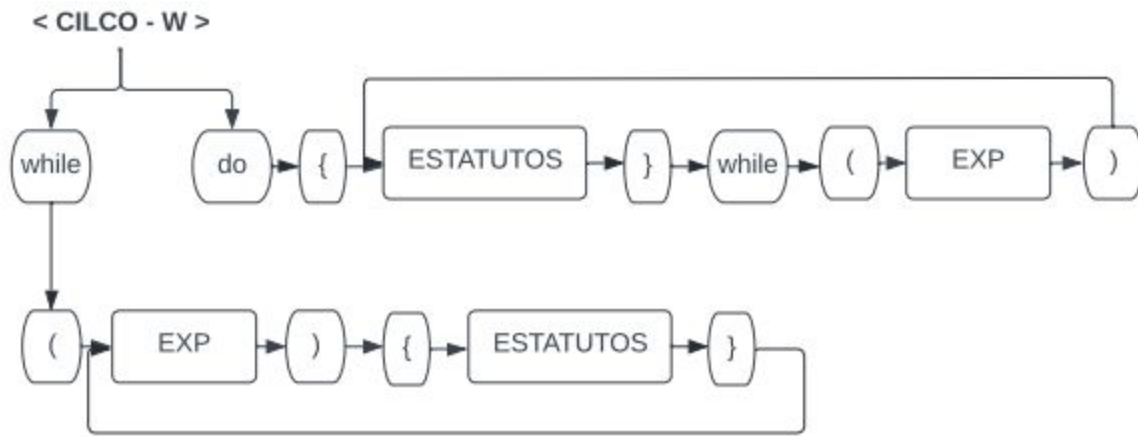 < CILCO - W >
while do { ESTATUTOS } while ( EXP )
( EXP ) { ESTATUTOS }